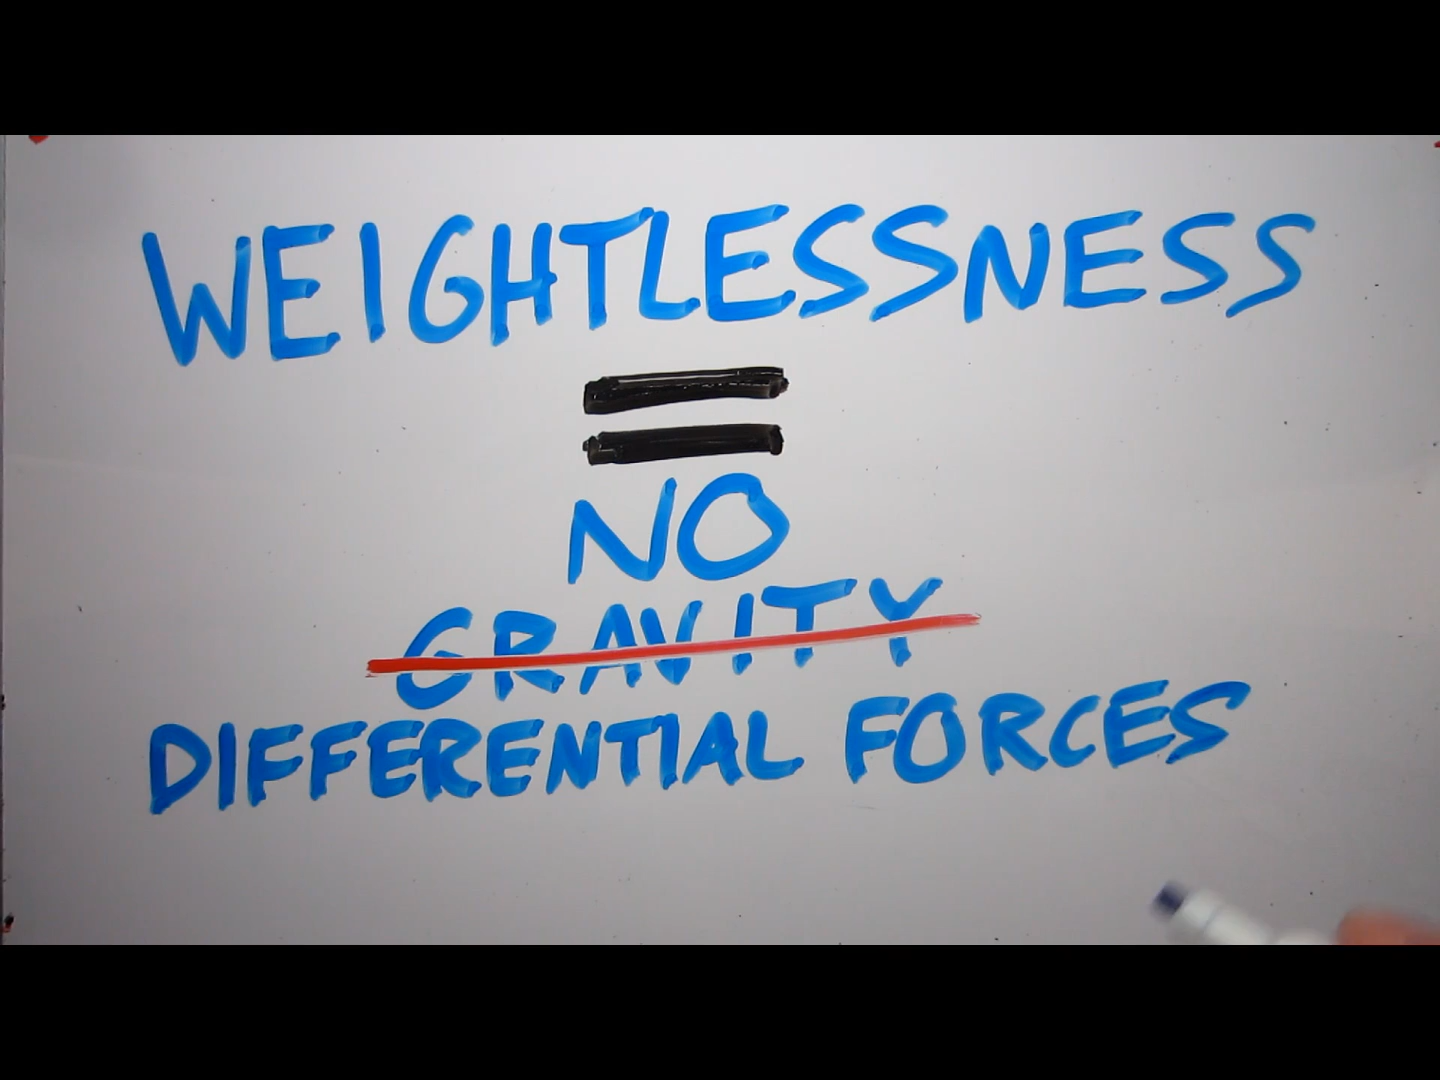 WEIGHTLESSNESS
=
NO
GRAVITY
DIFFERENTIAL FORCES